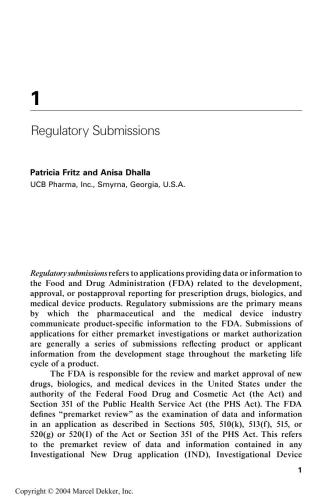 1
Regulatory Submissions
Patricia Fritz and Anisa Dhalla
UCB Pharma, Inc., Smyrna, Georgia, U.S.A.
Regulatory submissions refers to applications providing data or information to
the Food and Drug Administration (FDA) related to the development,
approval, or postapproval reporting for prescription drugs, biologics, and
medical device products. Regulatory submissions are the primary means
by which the pharmaceutical and the medical device industry
communicate product-specific information to the FDA. Submissions of
applications for either premarket investigations or market authorization
are generally a series of submissions reflecting product or applicant
information from the development stage throughout the marketing life
cycle of a product.
The FDA is responsible for the review and market approval of new
drugs, biologics, and medical devices in the United States under the
authority of the Federal Food Drug and Cosmetic Act (the Act) and
Section 351 of the Public Health Service Act (the PHS Act). The FDA
defines “premarket review” as the examination of data and information
in an application as described in Sections 505, 510(k), 513(f), 515, or
520(g) or 520(l) of the Act or Section 351 of the PHS Act. This refers
to the premarket review of data and information contained in any
Investigational New Drug application (IND), Investigational Device
1
Copyright © 2004 Marcel Dekker, Inc.